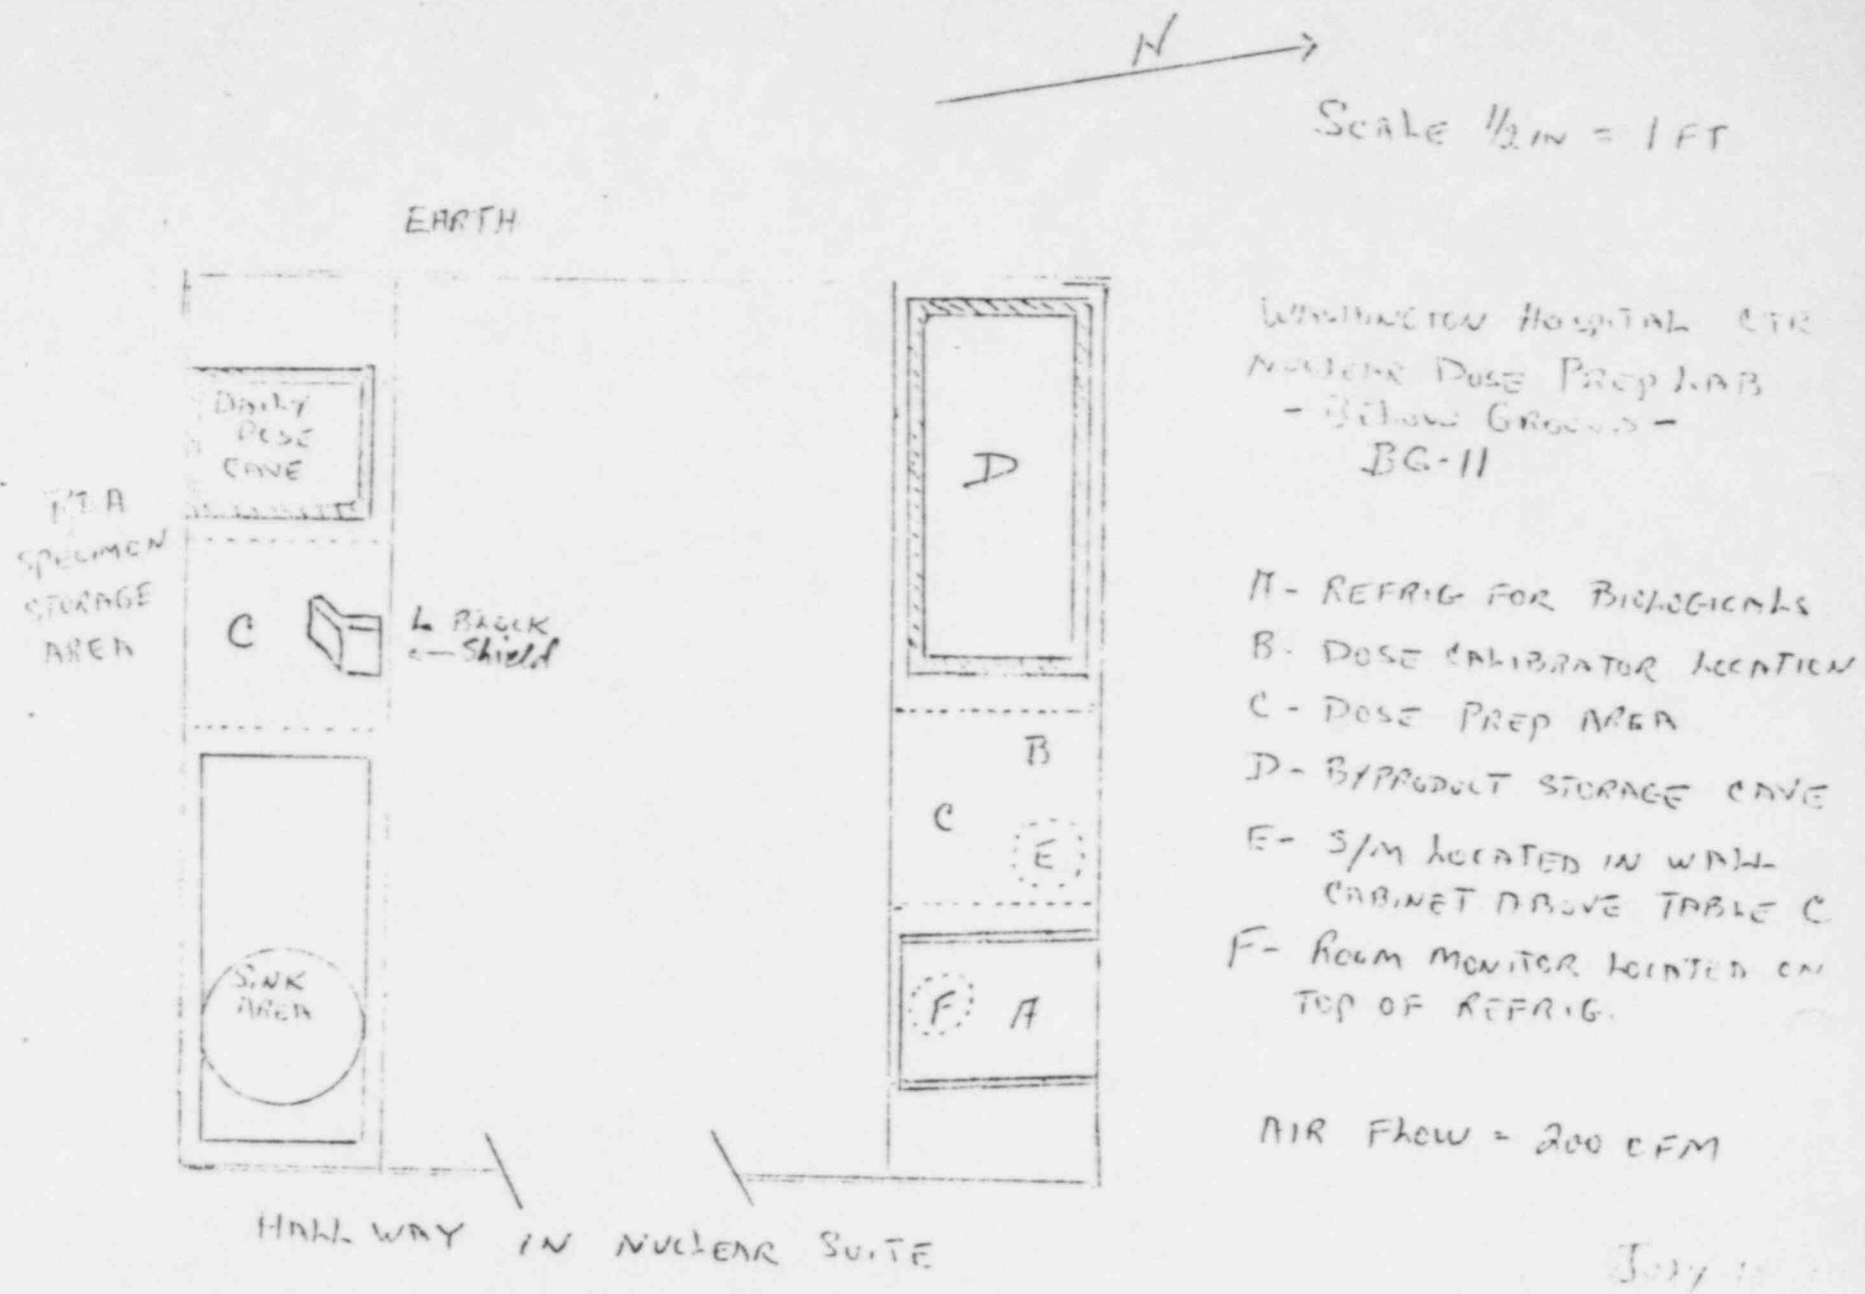 N
SCALE 1/2 IN = 1 FT
EARTH
WASHINGTON HOSPITAL CTR
NUCLEAR DOSE PREP LAB
- BELOW GROUND -
BG-11
DAILY
DOSE
CAVE
D
SPECIMEN
STORAGE
AREA
C
L BLOCK
← Shield
A - REFRIG FOR BIOLOGICALS
B - DOSE CALIBRATOR LOCATION
C - DOSE PREP AREA
D - BYPRODUCT STORAGE CAVE
E - S/M LOCATED IN WALL
CABINET ABOVE TABLE C
F - ROOM MONITOR LOCATED ON
TOP OF REFRIG.
B
C
E
SINK
AREA
F
A
AIR FLOW = 200 CFM
HALLWAY IN NUCLEAR SUITE
JULY